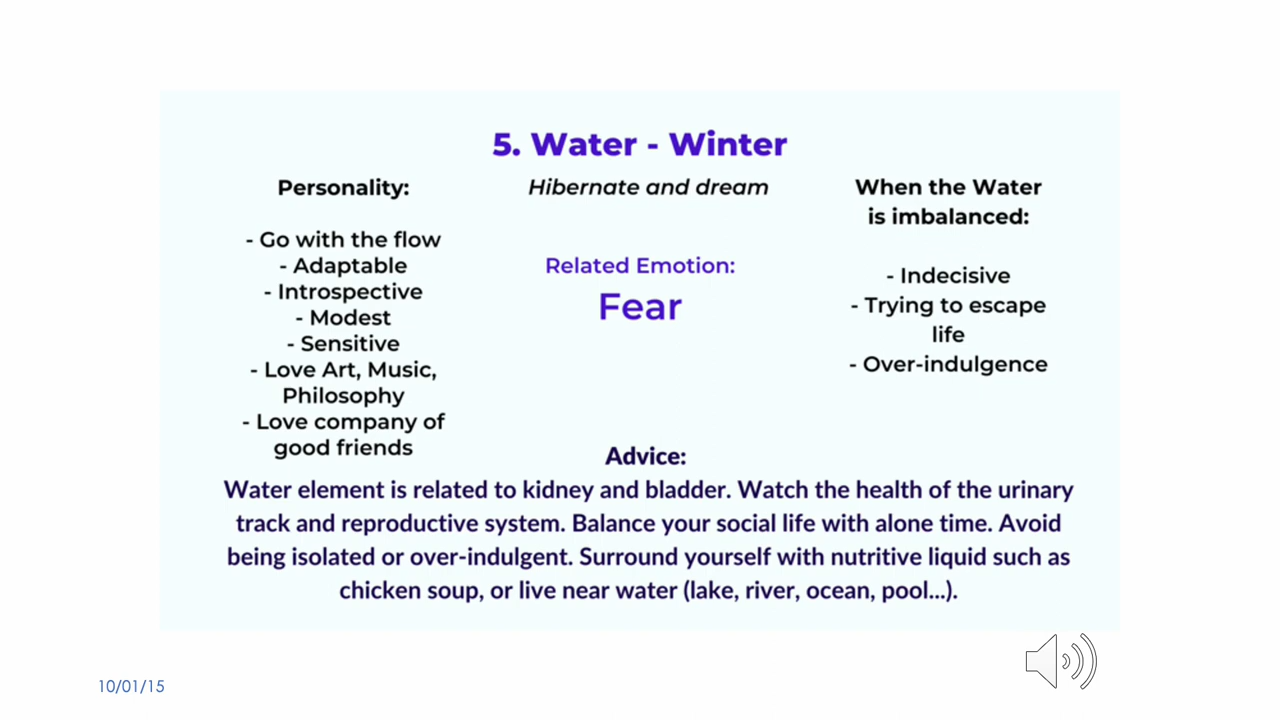 5. Water - Winter
Personality:
- Go with the flow
- Adaptable
- Introspective
- Modest
- Sensitive
- Love Art, Music,
Philosophy
- Love company of
good friends
Hibernate and dream
Related Emotion:
Fear
When the Water
is imbalanced:
- Indecisive
- Trying to escape
life
- Over-indulgence
Advice:
Water element is related to kidney and bladder. Watch the health of the urinary
track and reproductive system. Balance your social life with alone time. Avoid
being isolated or over-indulgent. Surround yourself with nutritive liquid such as
chicken soup, or live near water (lake, river, ocean, pool...).
10/01/15